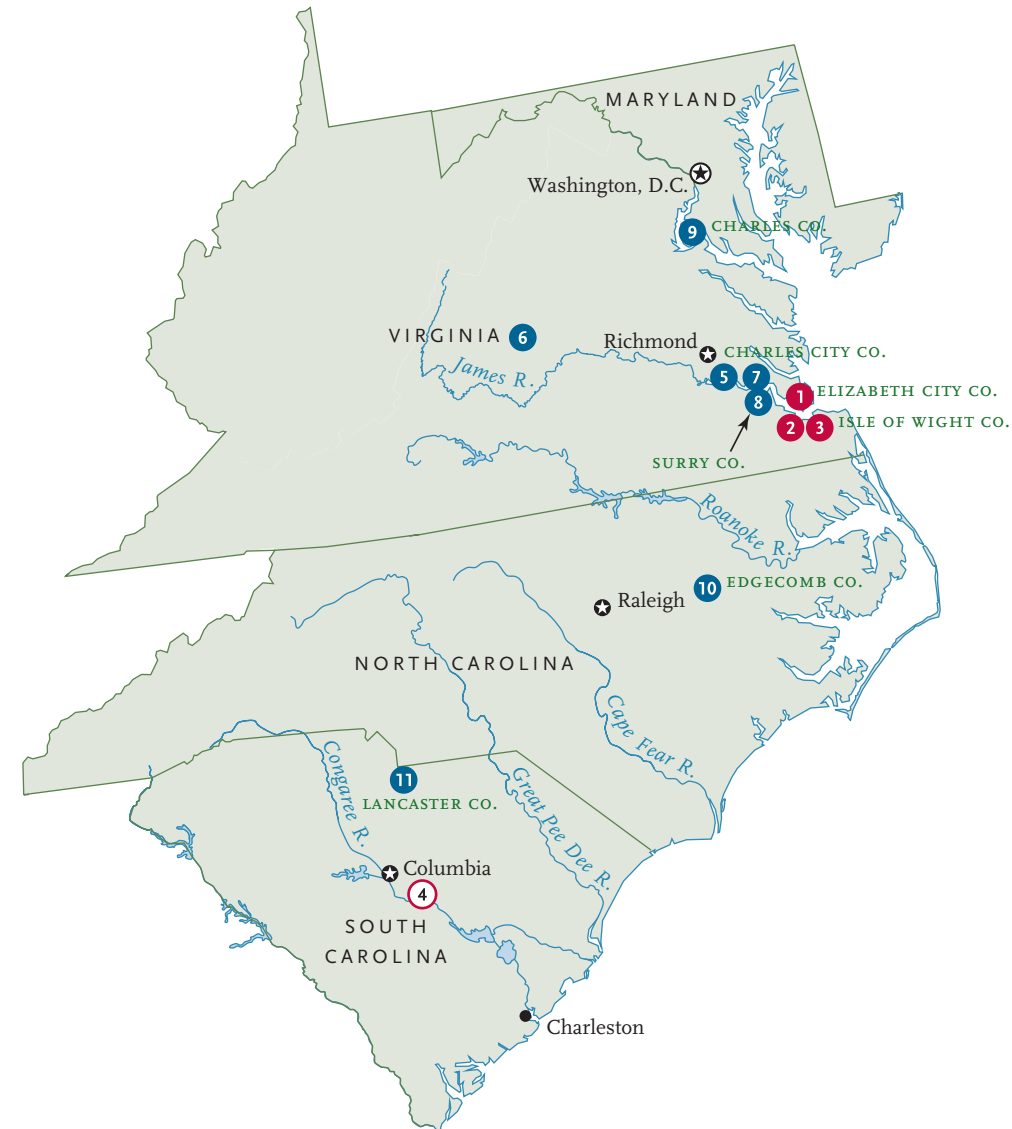 MARYLAND
Washington, D.C.
9 CHARLES CO.
VIRGINIA 6
Richmond
CHARLES CITY CO.
James R.
5 7
8
1 ELIZABETH CITY CO.
2 3 ISLE OF WIGHT CO.
SURRY CO.
Roanoke R.
10 EDGECOMB CO.
Raleigh
NORTH CAROLINA
Cape Fear R.
Congaree R.
Great Pee Dee R.
11
LANCASTER CO.
Columbia
4
SOUTH
CAROLINA
Charleston